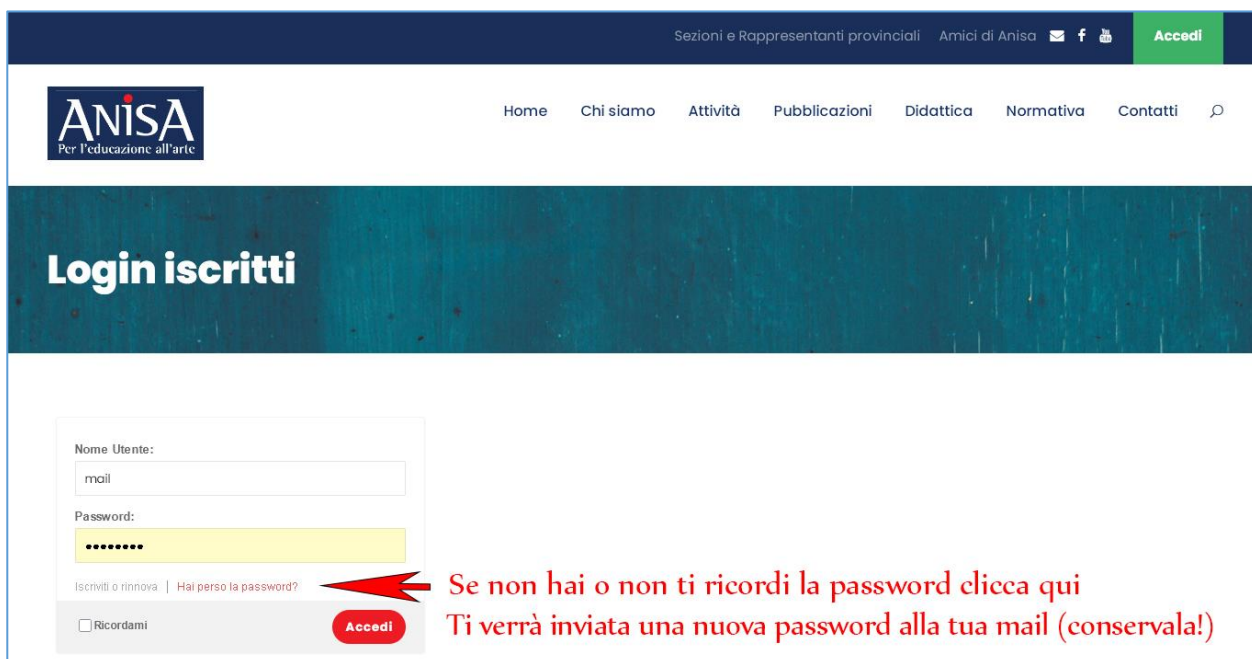 Sezioni e Rappresentanti provinciali Amici di Anisa Accedi
ANISA
Per l'educazione all'arte
Home Chi siamo Attività Pubblicazioni Didattica Normativa Contatti
Login iscritti
Nome Utente:
mail
Password:
••••••••
Iscriviti o rinnova | Hai perso la password?
Se non hai o non ti ricordi la password clicca qui
Ti verrà inviata una nuova password alla tua mail (conservala!)
Ricordami Accedi